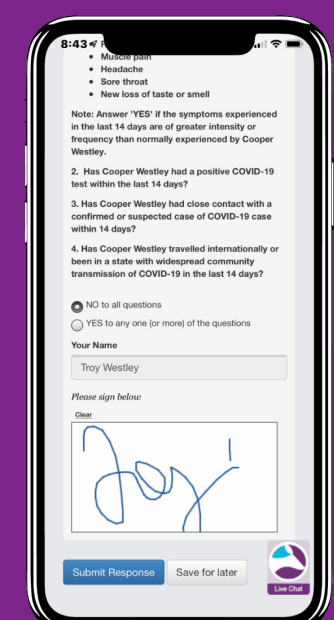 8:43
• Muscle pain
• Headache
• Sore throat
• New loss of taste or smell
Note: Answer 'YES' if the symptoms experienced
in the last 14 days are of greater intensity or
frequency than normally experienced by Cooper
Westley.
2. Has Cooper Westley had a positive COVID-19
test within the last 14 days?
3. Has Cooper Westley had close contact with a
confirmed or suspected case of COVID-19 case
within 14 days?
4. Has Cooper Westley travelled internationally or
been in a state with widespread community
transmission of COVID-19 in the last 14 days?
NO to all questions
YES to any one (or more) of the questions
Your Name
Troy Westley
Please sign below
Clear
Submit Response
Save for later
Live Chat